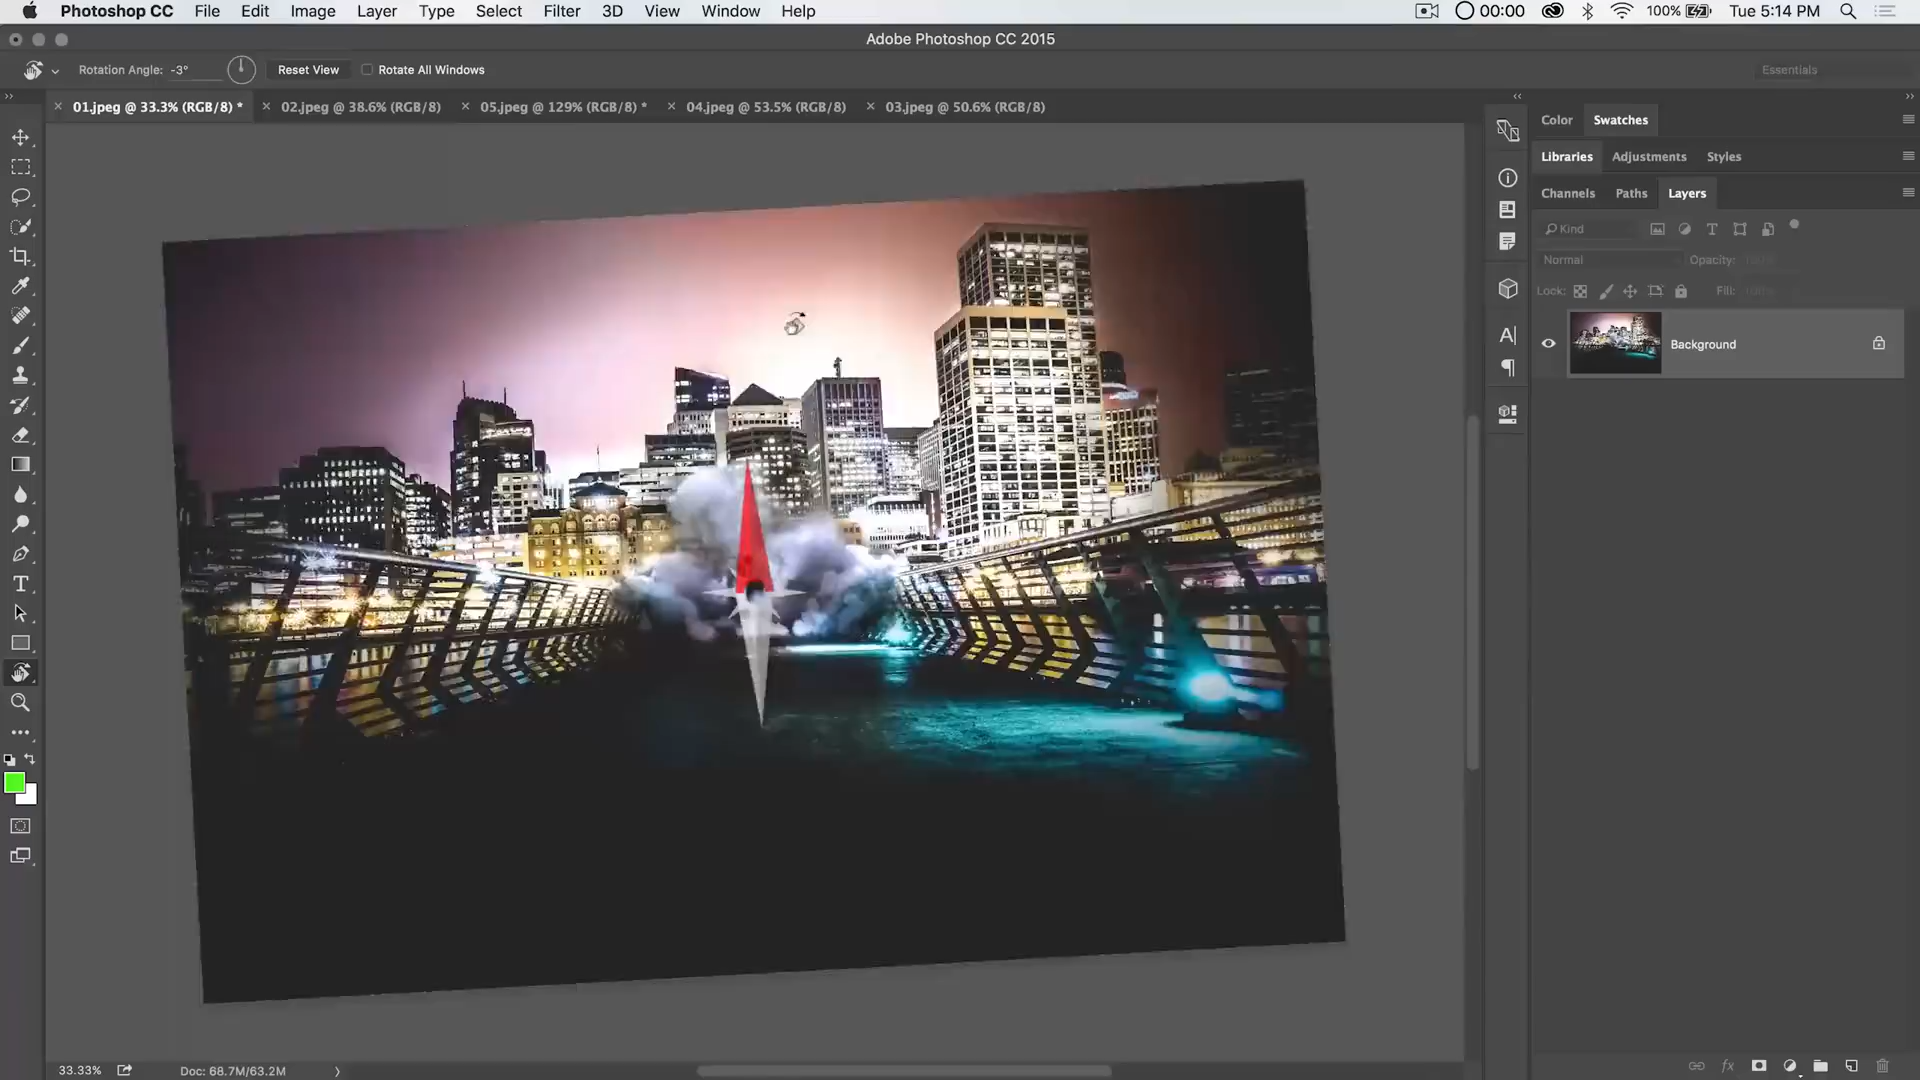 Photoshop CC File Edit Image Layer Type Select Filter 3D View Window Help 00:00 100% Tue 5:14 PM
Adobe Photoshop CC 2015
Rotation Angle: -3° Reset View Rotate All Windows Essentials
01.jpeg @ 33.3% (RGB/8) * 02.jpeg @ 38.6% (RGB/8) 05.jpeg @ 129% (RGB/8) * 04.jpeg @ 53.5% (RGB/8) 03.jpeg @ 50.6% (RGB/8)
Color Swatches
Libraries Adjustments Styles
Channels Paths Layers
Kind
Normal Opacity: 100%
Lock: Fill: 100%
Background
33.33% Doc: 68.7M/63.2M